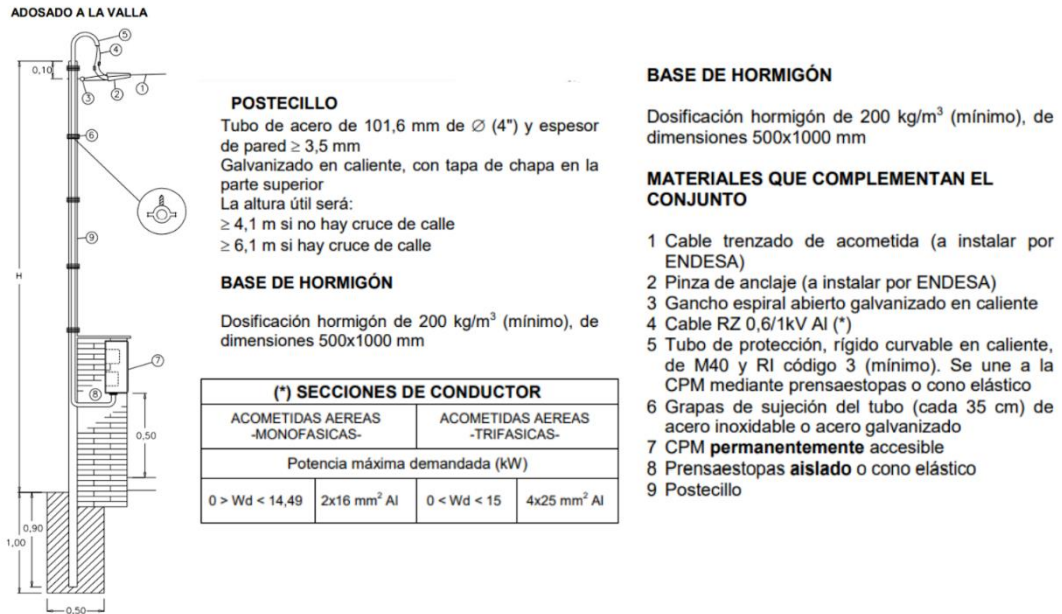 ADOSADO A LA VALLA
5
4
0,10
3
2
1
6
9
H
7
8
0,50
0,90
1,00
0,50
POSTECILLO
Tubo de acero de 101,6 mm de ∅ (4") y espesor
de pared ≥ 3,5 mm
Galvanizado en caliente, con tapa de chapa en la
parte superior
La altura útil será:
≥ 4,1 m si no hay cruce de calle
≥ 6,1 m si hay cruce de calle
BASE DE HORMIGÓN
Dosificación hormigón de 200 kg/m³ (mínimo), de
dimensiones 500x1000 mm
(*) SECCIONES DE CONDUCTOR
ACOMETIDAS AEREAS
-MONOFASICAS-
ACOMETIDAS AEREAS
-TRIFASICAS-
Potencia máxima demandada (kW)
0 > Wd < 14,49
2x16 mm² Al
0 < Wd < 15
4x25 mm² Al
BASE DE HORMIGÓN
Dosificación hormigón de 200 kg/m³ (mínimo), de
dimensiones 500x1000 mm
MATERIALES QUE COMPLEMENTAN EL
CONJUNTO
1 Cable trenzado de acometida (a instalar por
ENDESA)
2 Pinza de anclaje (a instalar por ENDESA)
3 Gancho espiral abierto galvanizado en caliente
4 Cable RZ 0,6/1kV Al (*)
5 Tubo de protección, rígido curvable en caliente,
de M40 y RI código 3 (mínimo). Se une a la
CPM mediante prensaestopas o cono elástico
6 Grapas de sujeción del tubo (cada 35 cm) de
acero inoxidable o acero galvanizado
7 CPM permanentemente accesible
8 Prensaestopas aislado o cono elástico
9 Postecillo